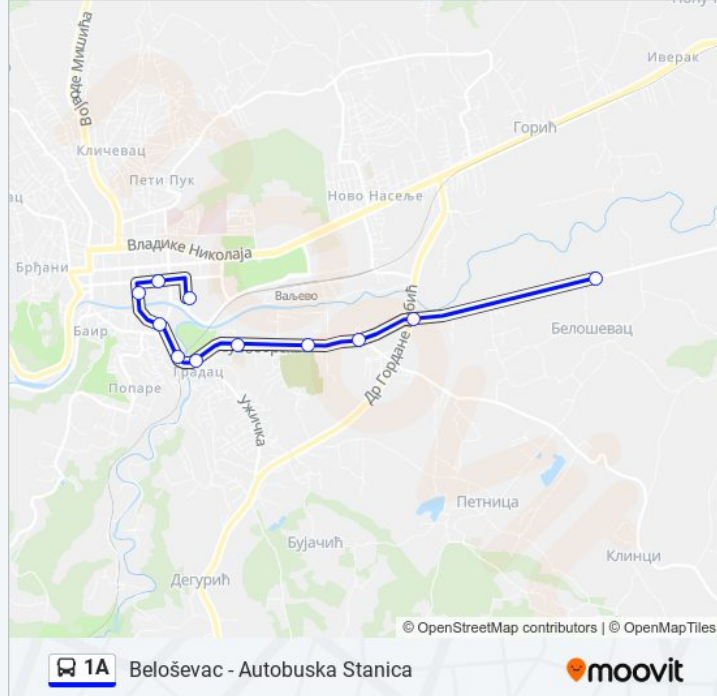 Војводе Мишића
Иверак
Горић
Кличевац
Пети Пук
Ново Насеље
Владике Николаја
Брђани
Ваљево
Баир
Белошевац
Градац
Попаре
Др Гордане
Ужичка
Петница
Бујачић
Клинци
Дегурић
© OpenStreetMap contributors | © OpenMapTiles
1A Beloševac - Autobuska Stanica
moovit